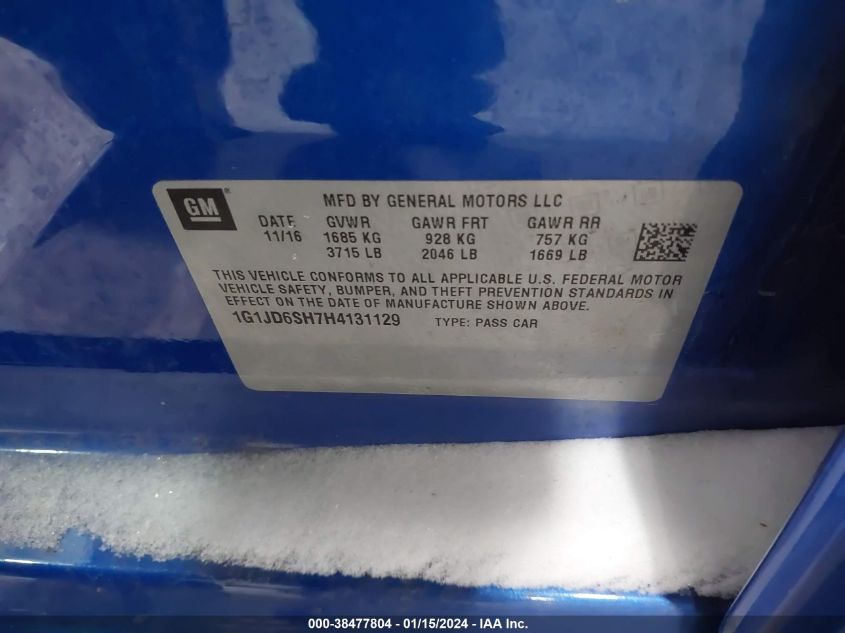 GM ®
MFD BY GENERAL MOTORS LLC
DATE GVWR GAWR FRT GAWR RR
11/16 1685 KG 928 KG 757 KG
3715 LB 2046 LB 1669 LB
THIS VEHICLE CONFORMS TO ALL APPLICABLE U.S. FEDERAL MOTOR
VEHICLE SAFETY, BUMPER, AND THEFT PREVENTION STANDARDS IN
EFFECT ON THE DATE OF MANUFACTURE SHOWN ABOVE.
1G1JD6SH7H4131129 TYPE: PASS CAR
000-38477804 - 01/15/2024 - IAAI INC.